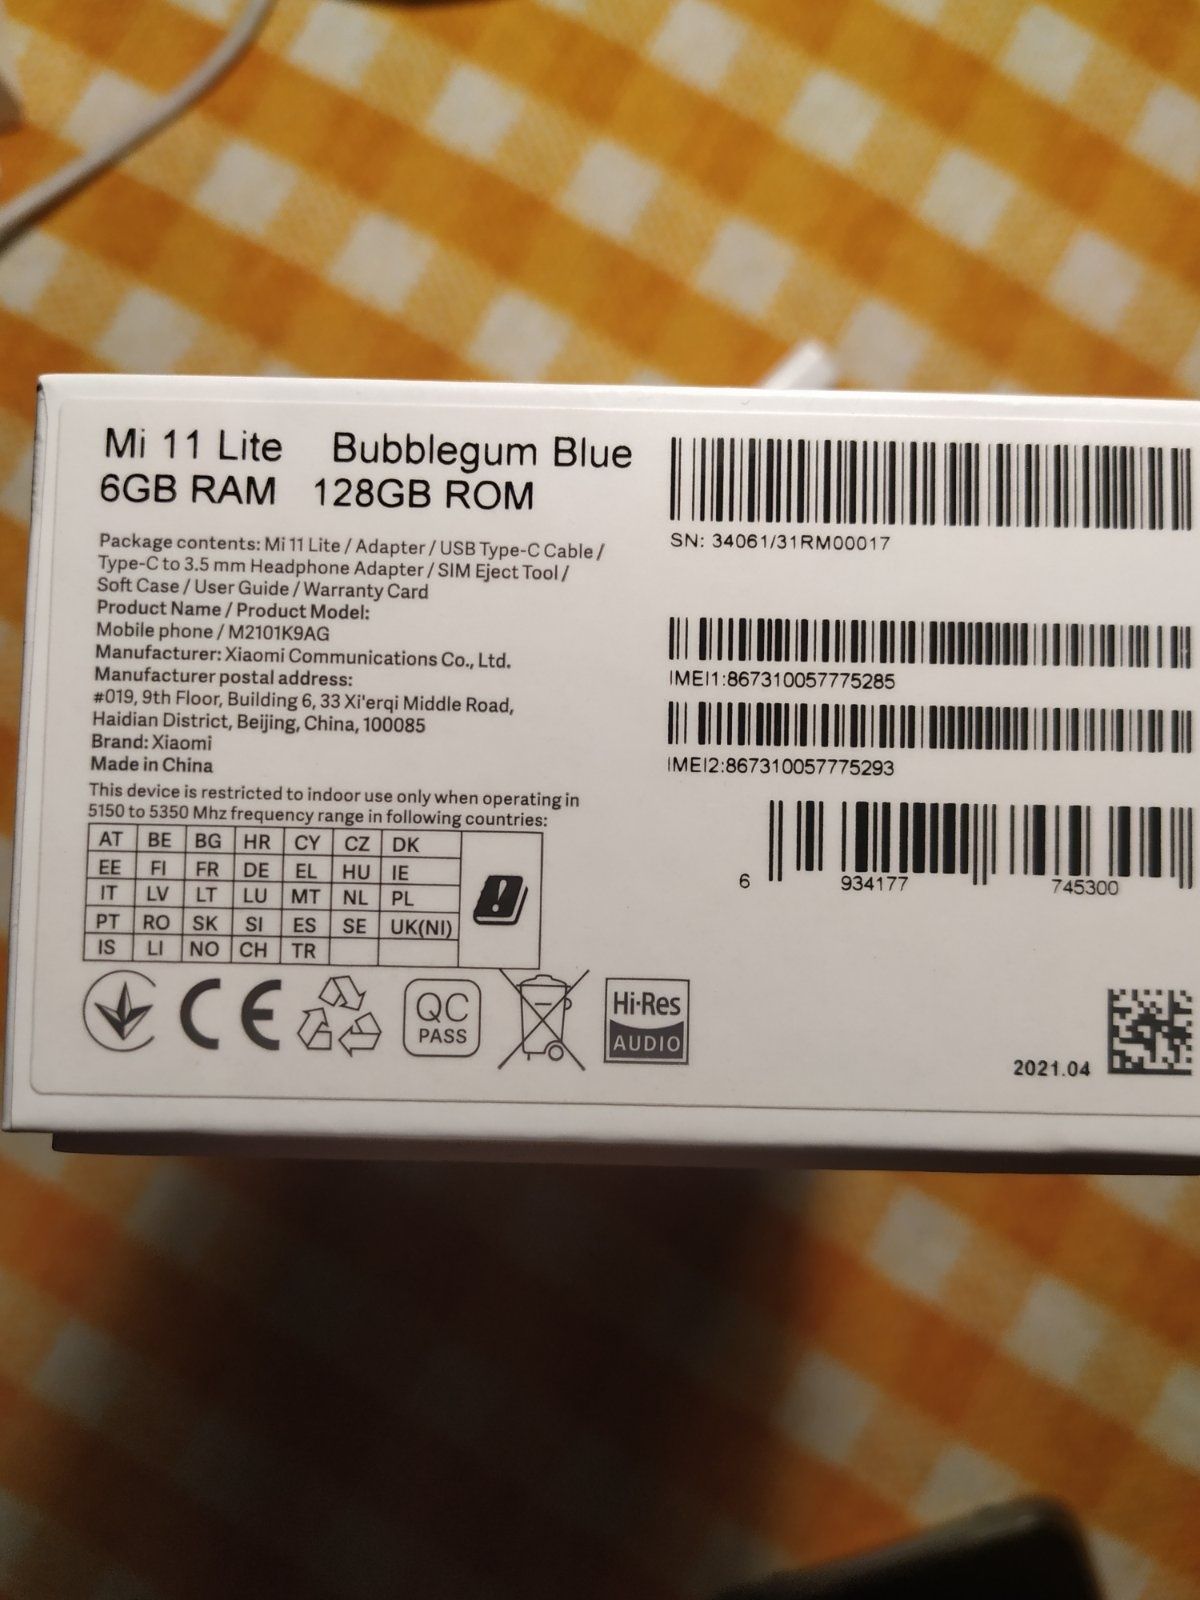 Mi 11 Lite Bubblegum Blue
6GB RAM 128GB ROM
Package contents: Mi 11 Lite / Adapter / USB Type-C Cable /
Type-C to 3.5 mm Headphone Adapter / SIM Eject Tool /
Soft Case / User Guide / Warranty Card
Product Name / Product Model:
Mobile phone / M2101K9AG
Manufacturer: Xiaomi Communications Co., Ltd.
Manufacturer postal address:
#019, 9th Floor, Building 6, 33 Xi'erqi Middle Road,
Haidian District, Beijing, China, 100085
Brand: Xiaomi
Made in China
This device is restricted to indoor use only when operating in
5150 to 5350 Mhz frequency range in following countries:
AT BE BG HR CY CZ DK
EE FI FR DE EL HU IE
IT LV LT LU MT NL PL
PT RO SK SI ES SE UK(NI)
IS LI NO CH TR
CE
QC
PASS
Hi-Res
AUDIO
SN: 34061/31RM00017
IMEI1:867310057775285
IMEI2:867310057775293
6 934177 745300
2021.04